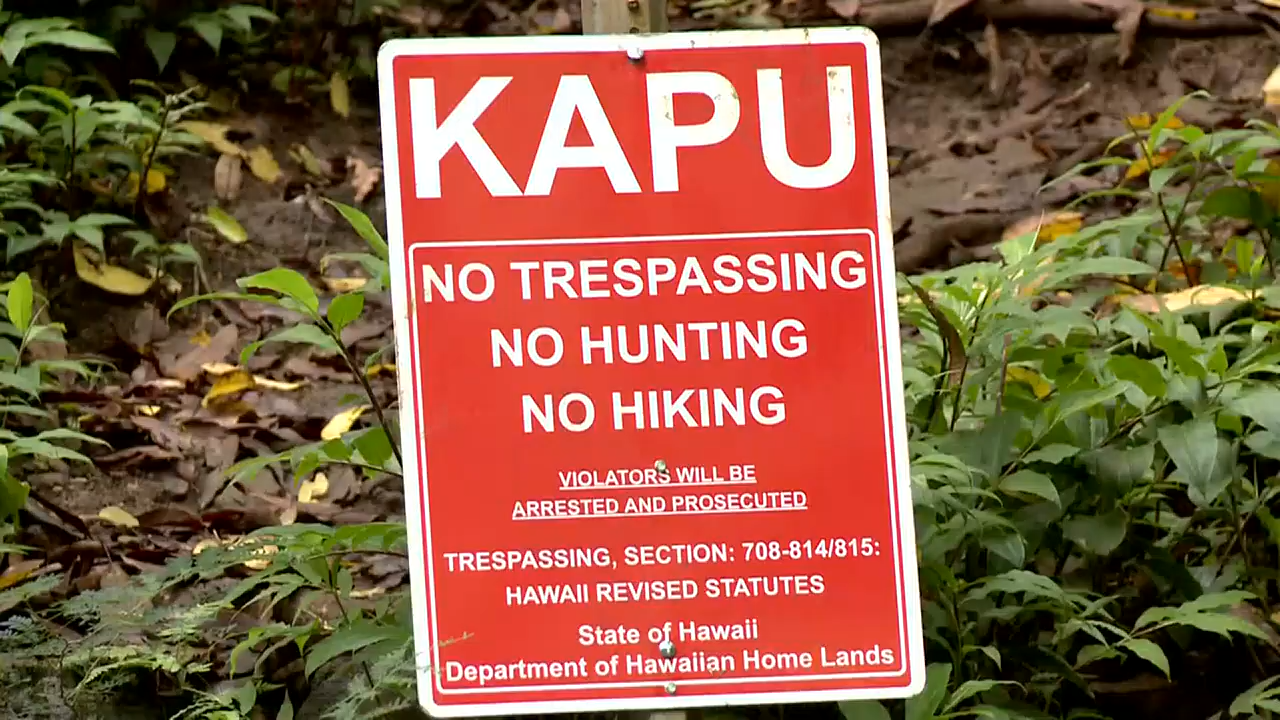 KAPU
NO TRESPASSING
NO HUNTING
NO HIKING
VIOLATORS WILL BE
ARRESTED AND PROSECUTED
TRESPASSING, SECTION: 708-814/815:
HAWAII REVISED STATUTES
State of Hawaii
Department of Hawaiian Home Lands